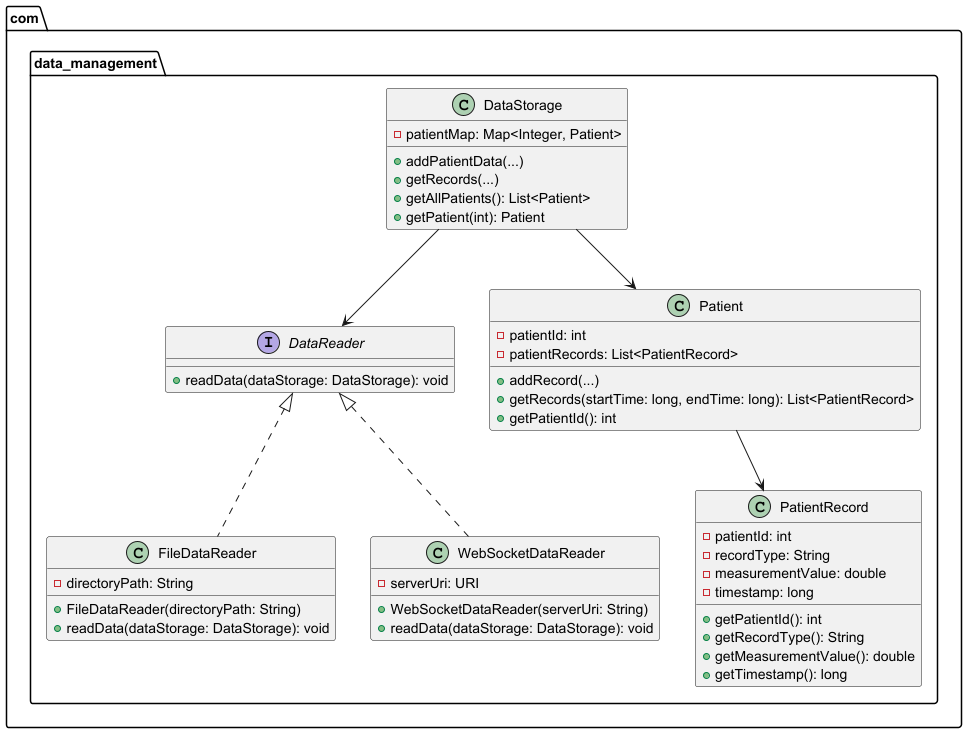 com
data_management
C DataStorage
patientMap: Map<Integer, Patient>
addPatientData(...)
getRecords(...)
getAllPatients(): List<Patient>
getPatient(int): Patient
I DataReader
readData(dataStorage: DataStorage): void
C Patient
patientId: int
patientRecords: List<PatientRecord>
addRecord(...)
getRecords(startTime: long, endTime: long): List<PatientRecord>
getPatientId(): int
C FileDataReader
directoryPath: String
FileDataReader(directoryPath: String)
readData(dataStorage: DataStorage): void
C WebSocketDataReader
serverUri: URI
WebSocketDataReader(serverUri: String)
readData(dataStorage: DataStorage): void
C PatientRecord
patientId: int
recordType: String
measurementValue: double
timestamp: long
getPatientId(): int
getRecordType(): String
getMeasurementValue(): double
getTimestamp(): long